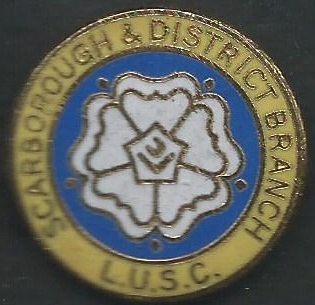 SCARBOROUGH & DISTRICT BRANCH
L.U.S.C.